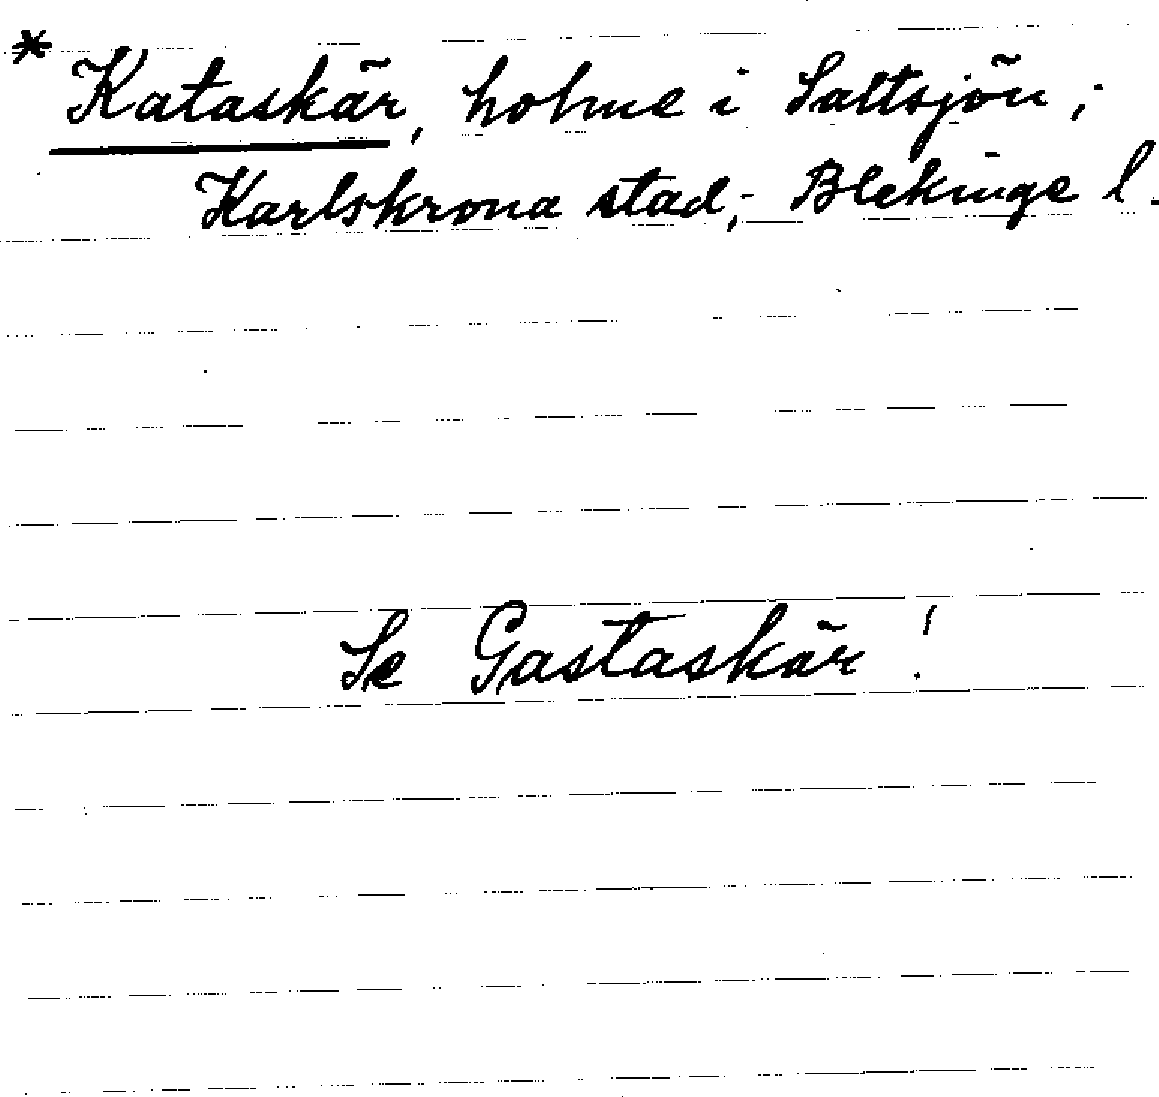 * Kataskär, holme i Saltsjön;
Karlskrona stad; Blekinge l.
Se Gastaskär!